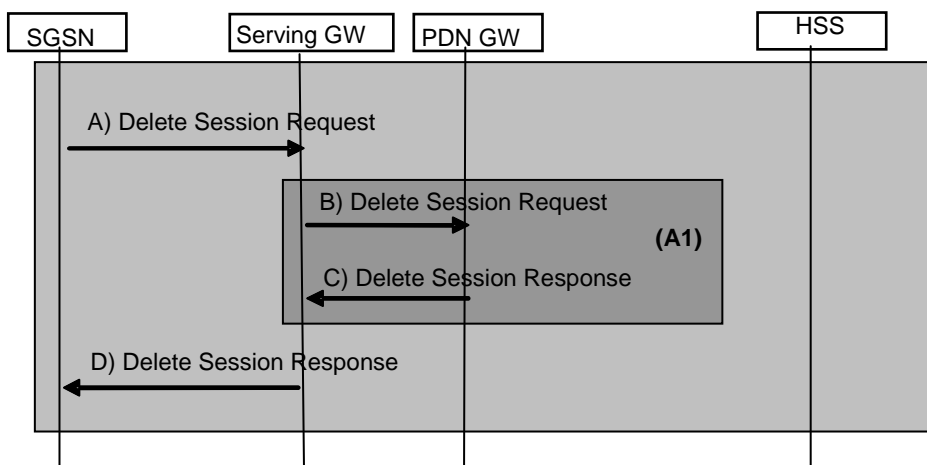 SGSN
Serving GW
PDN GW
HSS
A) Delete Session Request
B) Delete Session Request
(A1)
C) Delete Session Response
D) Delete Session Response